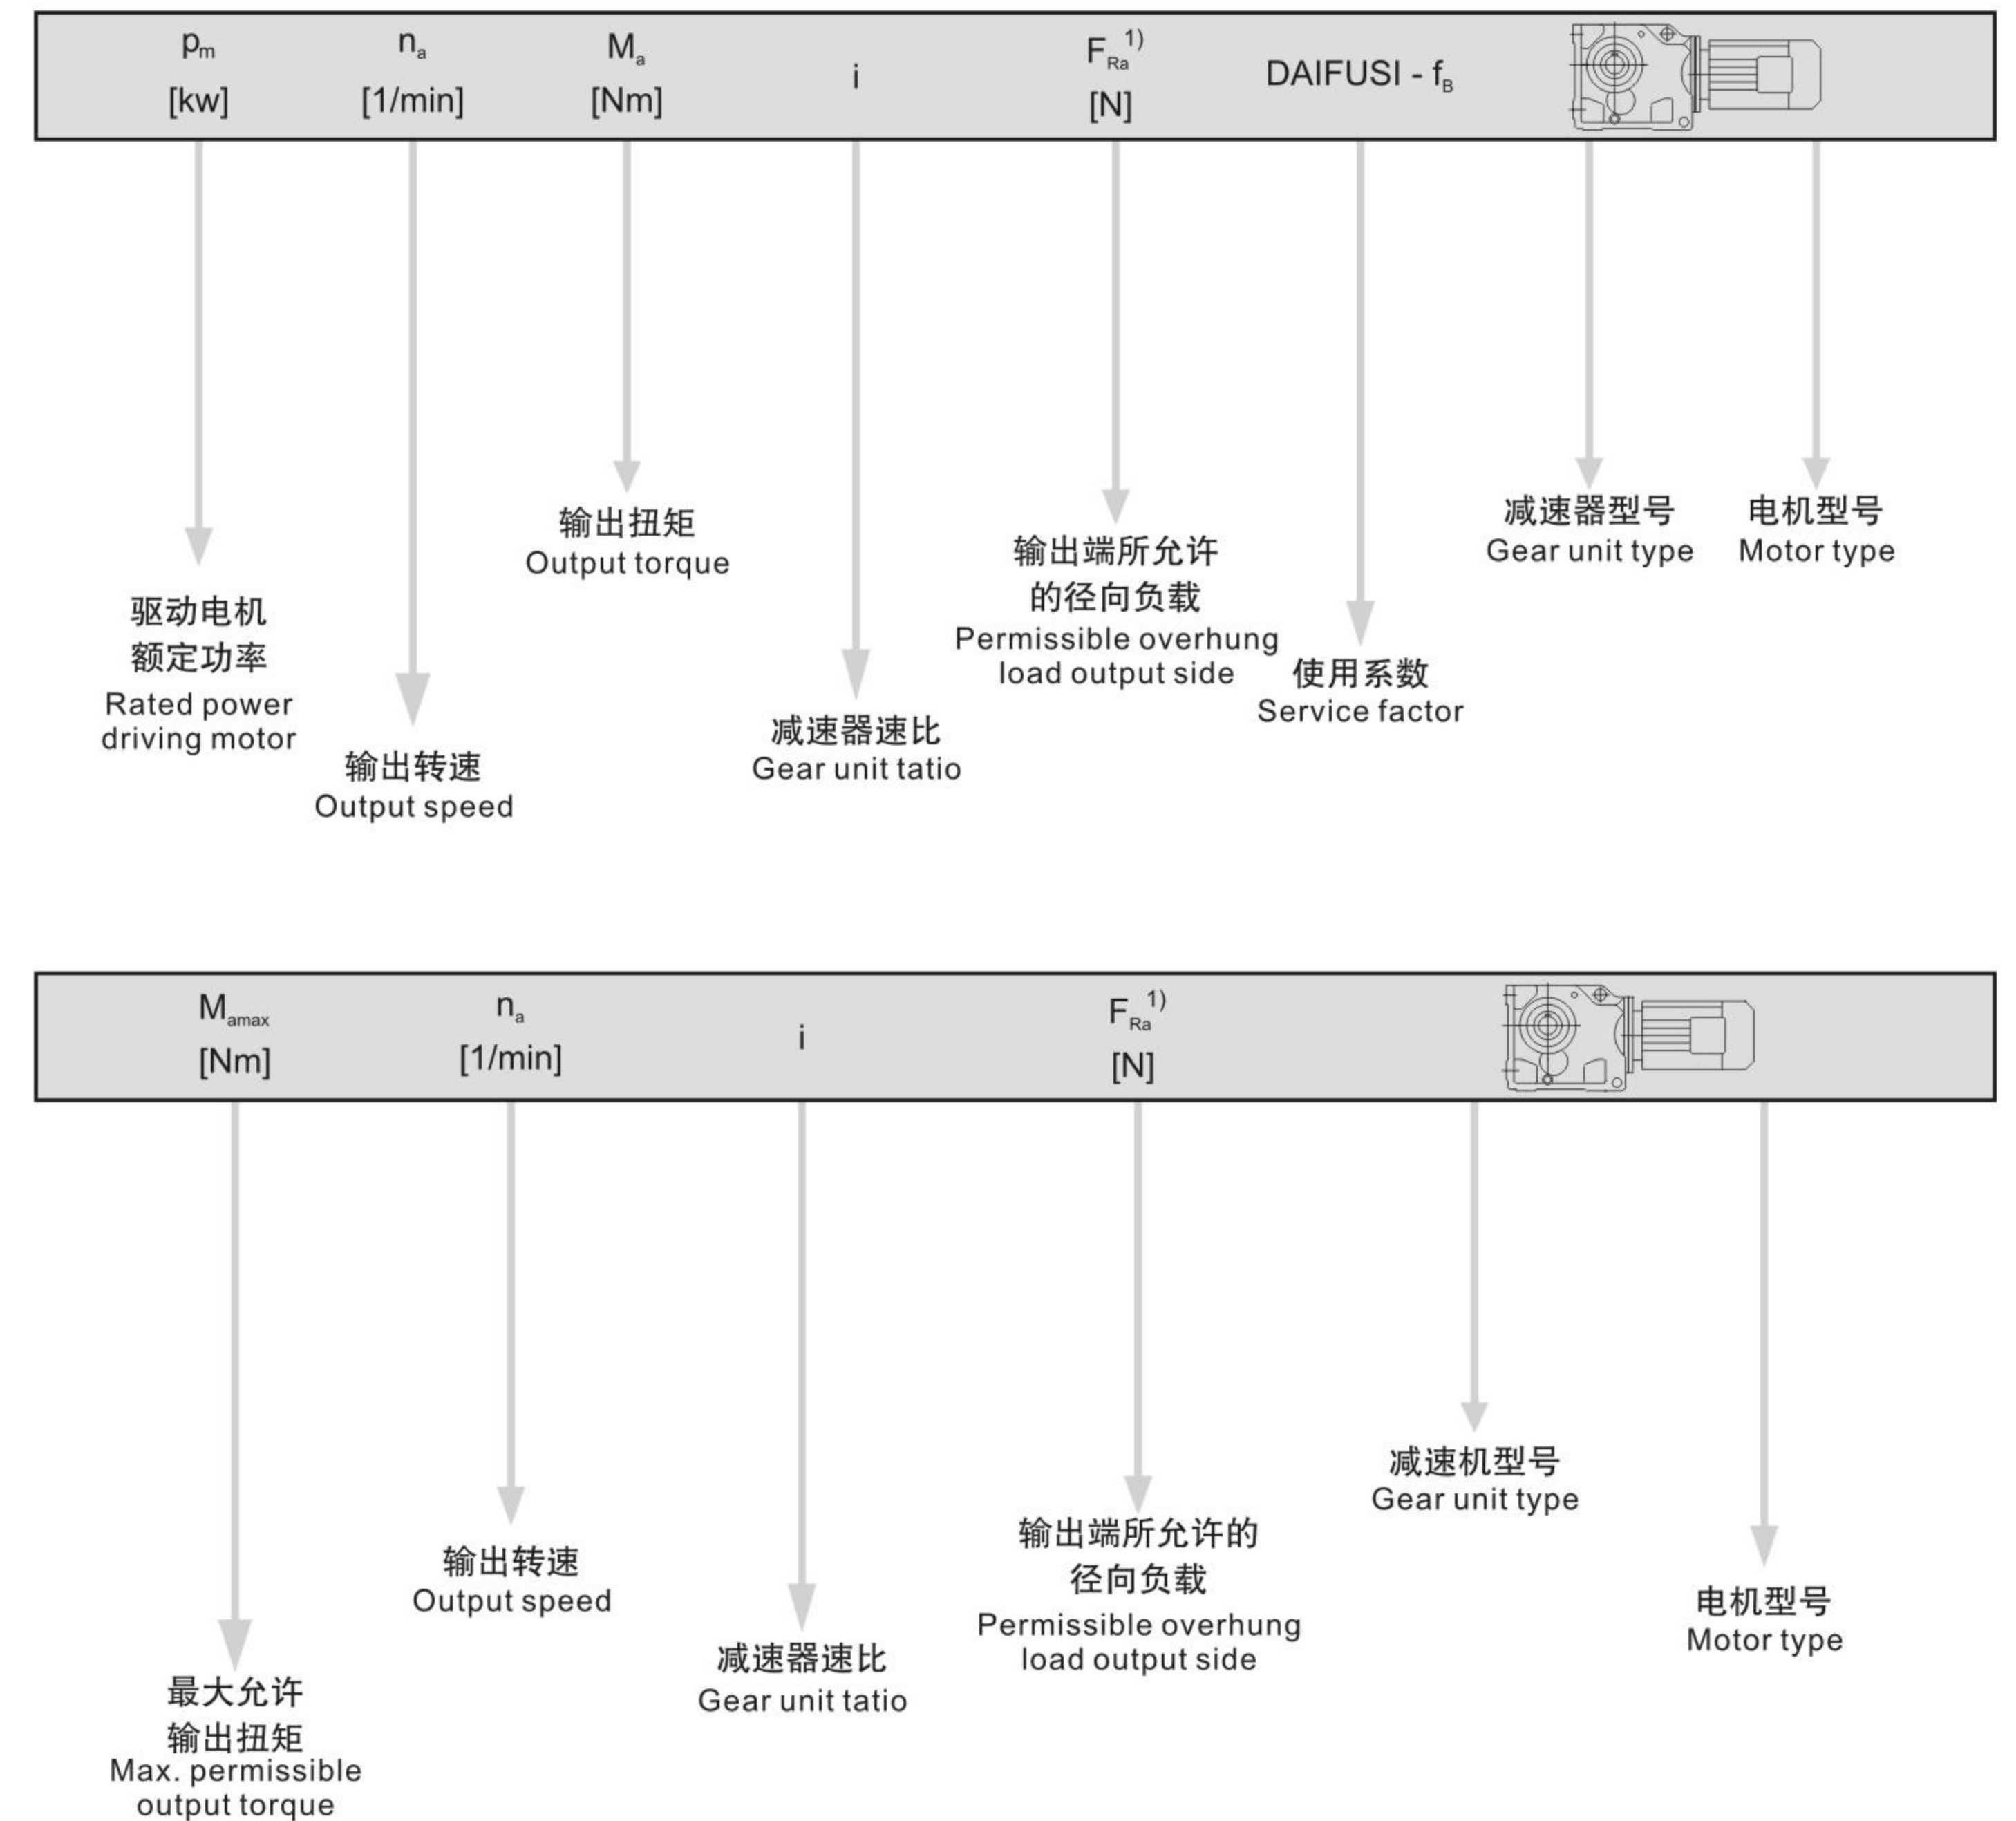 pm na Ma i FRa1) DAIFUSI - fB
[kw] [1/min] [Nm] [N]
输出扭矩
Output torque
减速器型号
Gear unit type
电机型号
Motor type
输出端所允许
的径向负载
Permissible overhung
load output side
驱动电机
额定功率
Rated power
driving motor
使用系数
Service factor
输出转速
Output speed
减速器速比
Gear unit tatio
Mamax na i FRa1)
[Nm] [1/min] [N]
减速机型号
Gear unit type
输出转速
Output speed
输出端所允许的
径向负载
Permissible overhung
load output side
电机型号
Motor type
减速器速比
Gear unit tatio
最大允许
输出扭矩
Max. permissible
output torque